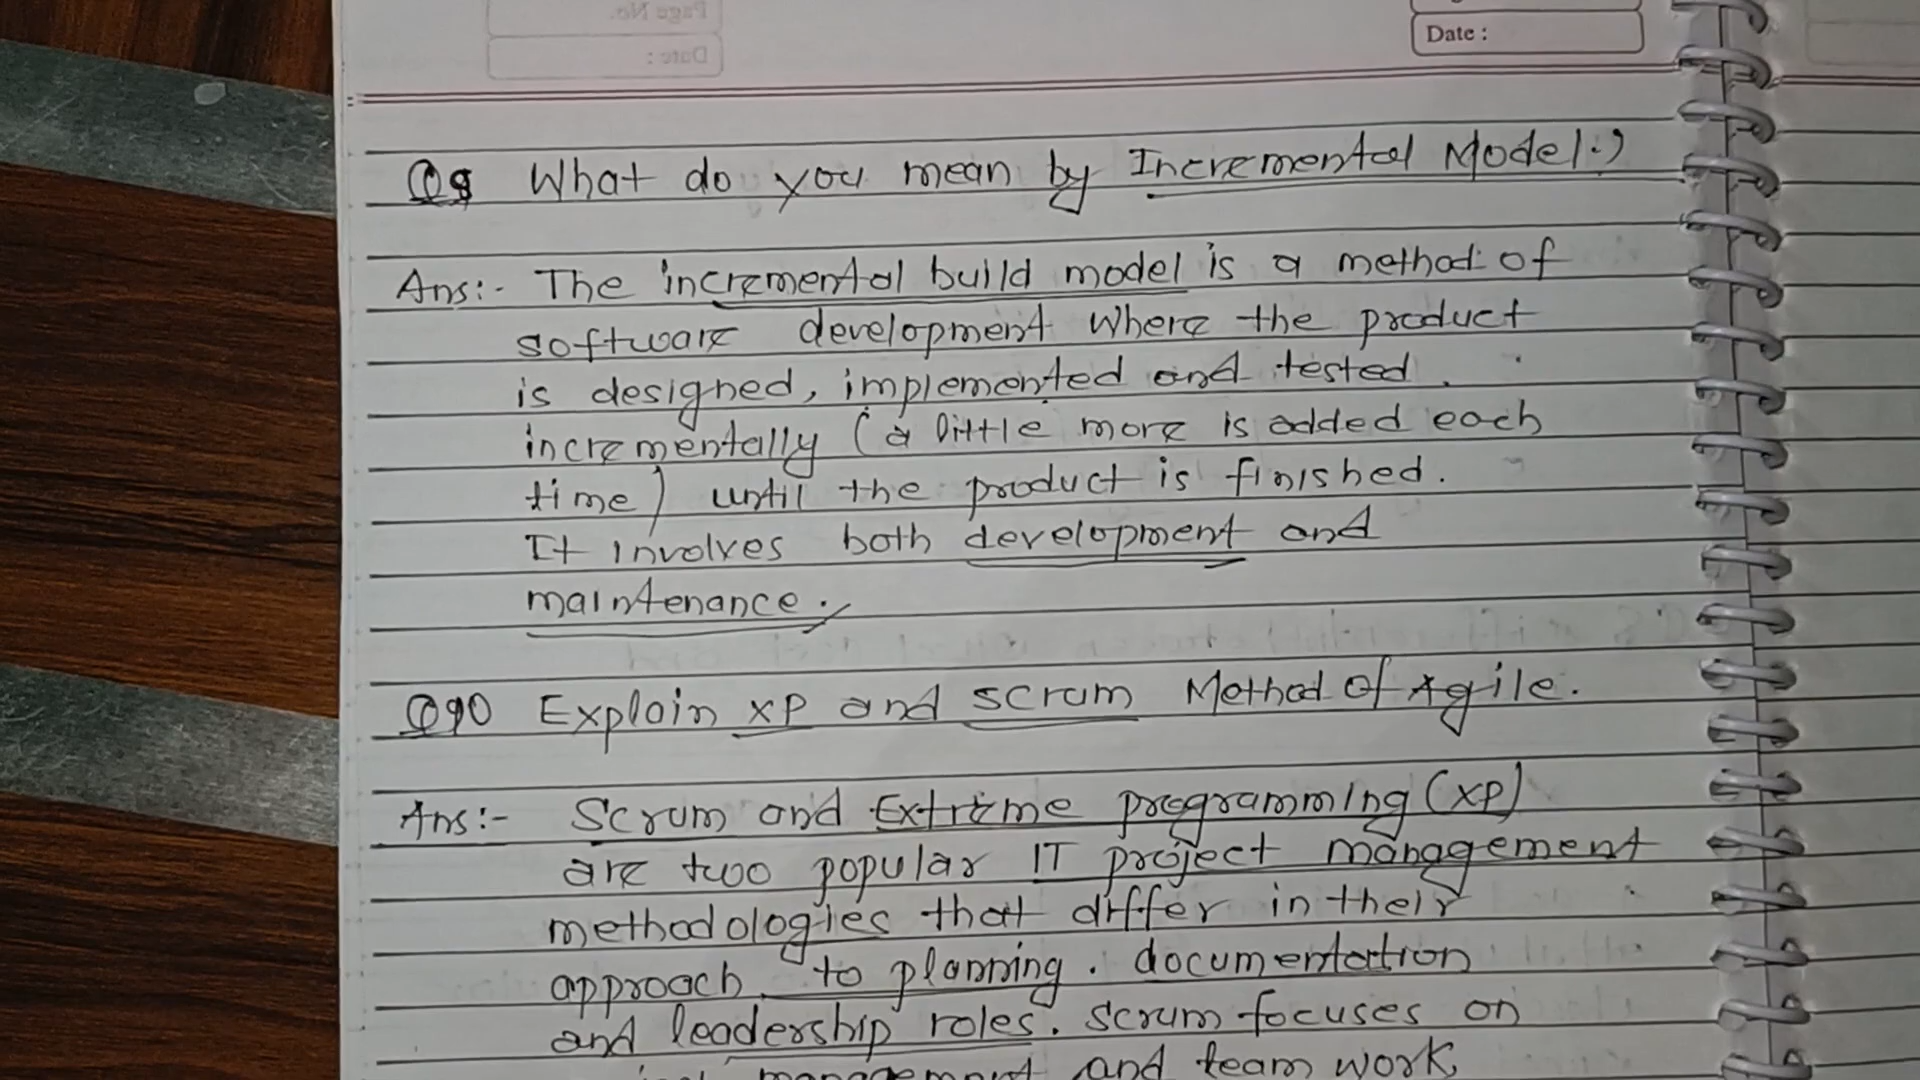 Date :
Q9 What do you mean by Incremental Model?
Ans:- The incremental build model is a method of
software development where the product
is designed, implemented and tested
incrementally (a little more is added each
time) until the product is finished.
It involves both development and
maintenance.
Q10 Explain XP and scrum Method of Agile.
Ans:- Scrum and Extreme programming (XP)
are two popular IT project management
methodologies that differ in their
approach to planning. documentation
and leadership roles. Scrum focuses on
management and team work